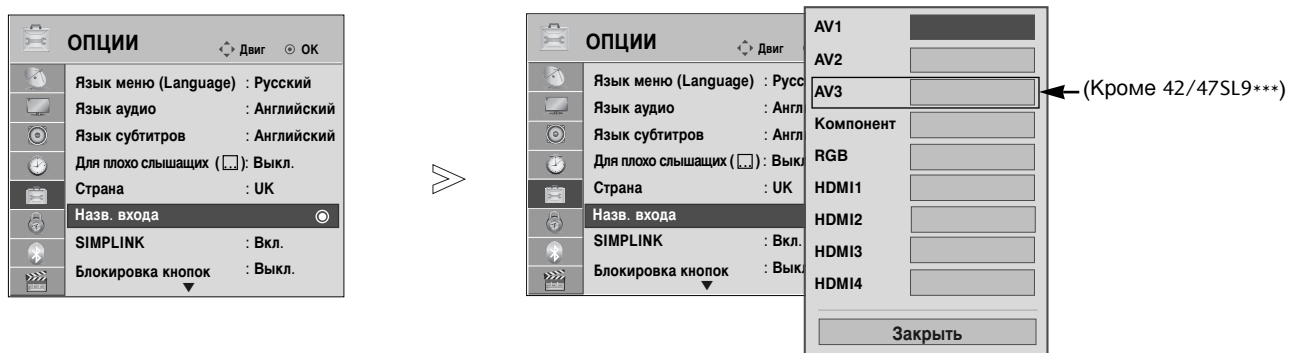 ОПЦИИ
Двиг ОК
Язык меню (Language) : Русский
Язык аудио : Английский
Язык субтитров : Английский
Для плохо слышащих (...) : Выкл.
Страна : UK
Назв. входа
SIMPLINK : Вкл.
Блокировка кнопок : Выкл.
ОПЦИИ
Двиг
Язык меню (Language) : Русс
Язык аудио : Англ
Язык субтитров : Англ
Для плохо слышащих (...) : Выкл
Страна : UK
Назв. входа
SIMPLINK : Вкл.
Блокировка кнопок : Выкл
AV1
AV2
AV3
Компонент
RGB
HDMI1
HDMI2
HDMI3
HDMI4
Закрыть
(Кроме 42/47SL9***)